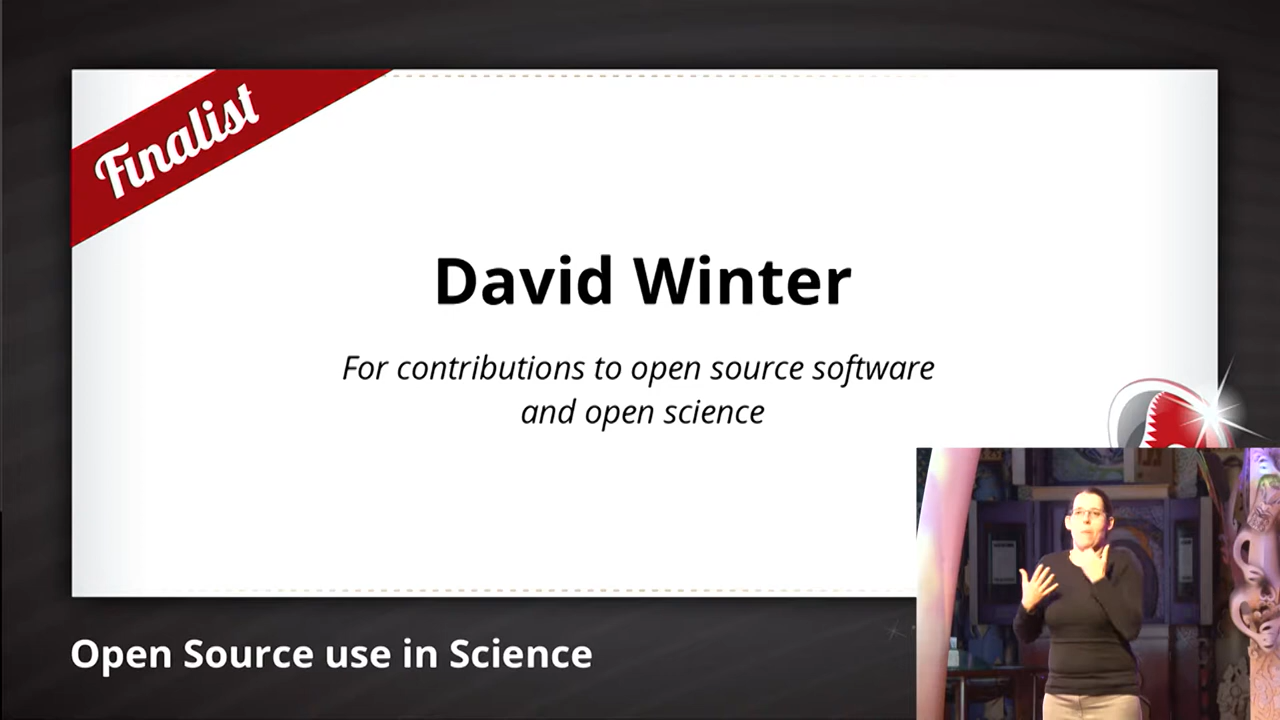 Finalist
David Winter
For contributions to open source software
and open science
Open Source use in Science